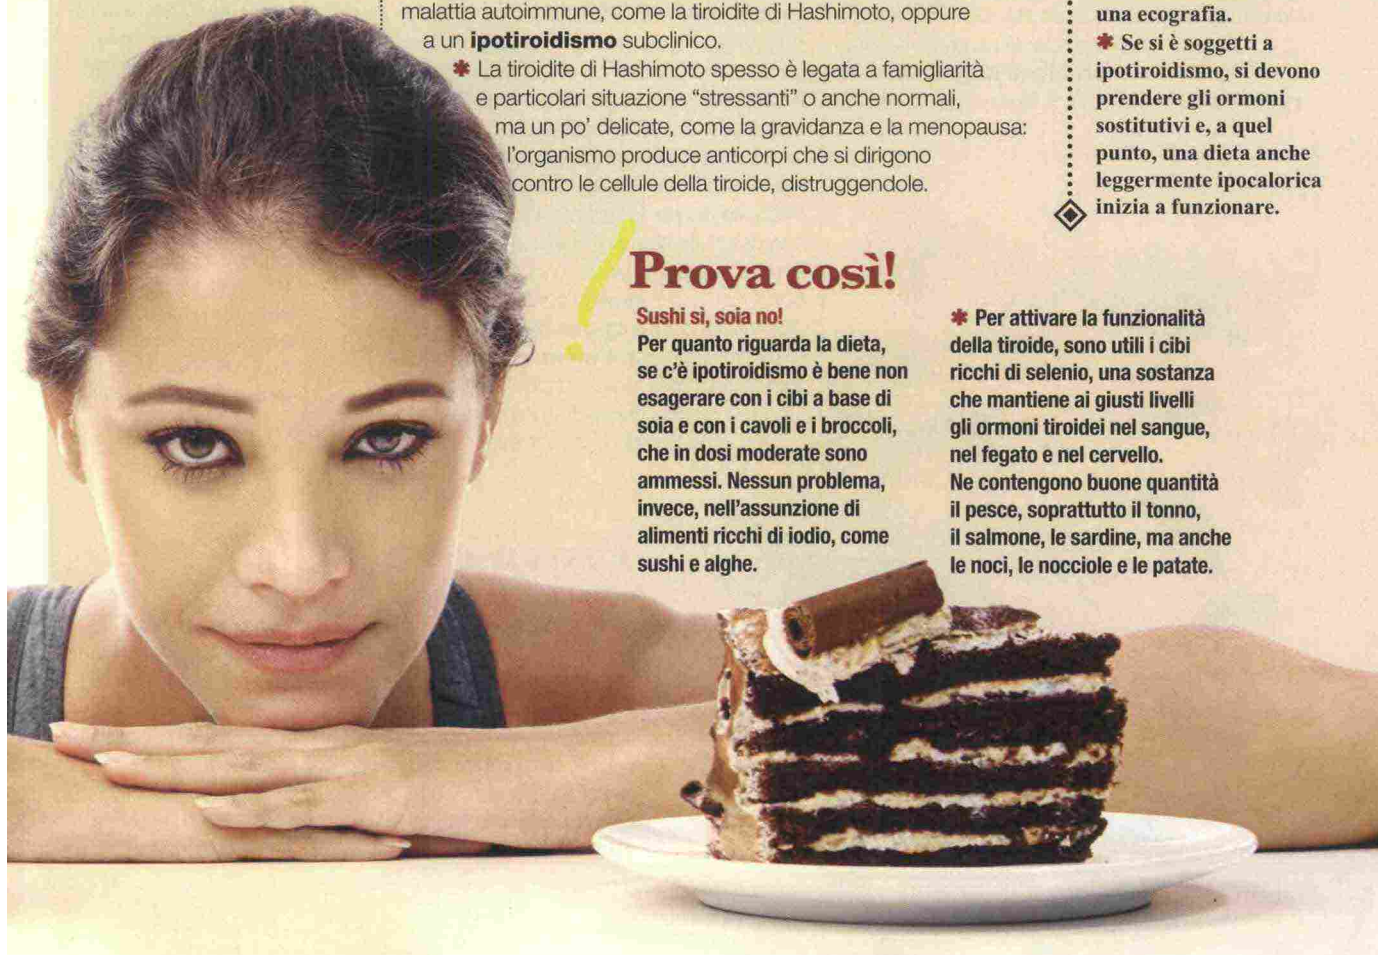 malattia autoimmune, come la tiroidite di Hashimoto, oppure
a un ipotiroidismo subclinico.
✱ La tiroidite di Hashimoto spesso è legata a famigliarità
e particolari situazione “stressanti” o anche normali,
ma un po’ delicate, come la gravidanza e la menopausa:
l’organismo produce anticorpi che si dirigono
contro le cellule della tiroide, distruggendole.
una ecografia.
✱ Se si è soggetti a
ipotiroidismo, si devono
prendere gli ormoni
sostitutivi e, a quel
punto, una dieta anche
leggermente ipocalorica
inizia a funzionare.
! Prova così!
Sushi sì, soia no!
Per quanto riguarda la dieta,
se c’è ipotiroidismo è bene non
esagerare con i cibi a base di
soia e con i cavoli e i broccoli,
che in dosi moderate sono
ammessi. Nessun problema,
invece, nell’assunzione di
alimenti ricchi di iodio, come
sushi e alghe.
✱ Per attivare la funzionalità
della tiroide, sono utili i cibi
ricchi di selenio, una sostanza
che mantiene ai giusti livelli
gli ormoni tiroidei nel sangue,
nel fegato e nel cervello.
Ne contengono buone quantità
il pesce, soprattutto il tonno,
il salmone, le sardine, ma anche
le noci, le nocciole e le patate.